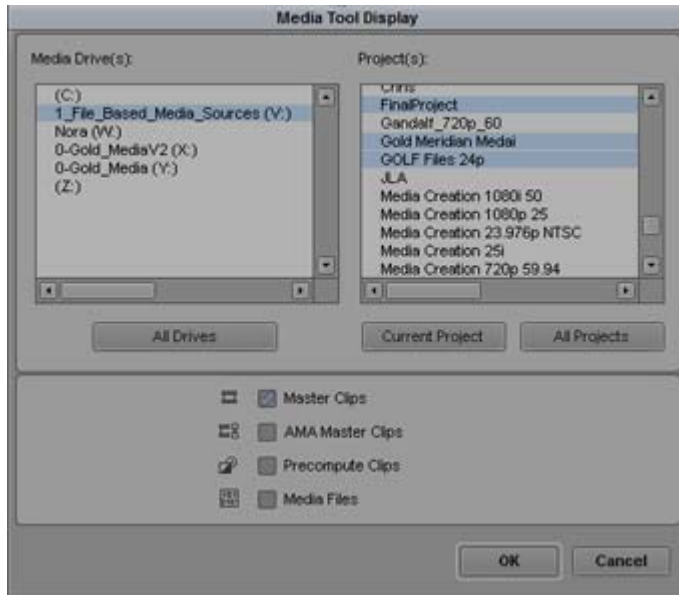 Media Tool Display
Media Drive(s):
(C:)
1_File_Based_Media_Sources (V:)
Nora (W:)
0-Gold_MediaV2 (X:)
0-Gold_Media (Y:)
(Z:)
All Drives
Project(s):
Chris
FinalProject
Gandalf_720p_60
Gold Meridian Medai
GOLF Files 24p
JLA
Media Creation 1080i 50
Media Creation 1080p 25
Media Creation 23.976p NTSC
Media Creation 25i
Media Creation 720p 59.94
Current Project
All Projects
Master Clips
AMA Master Clips
Precompute Clips
Media Files
OK
Cancel